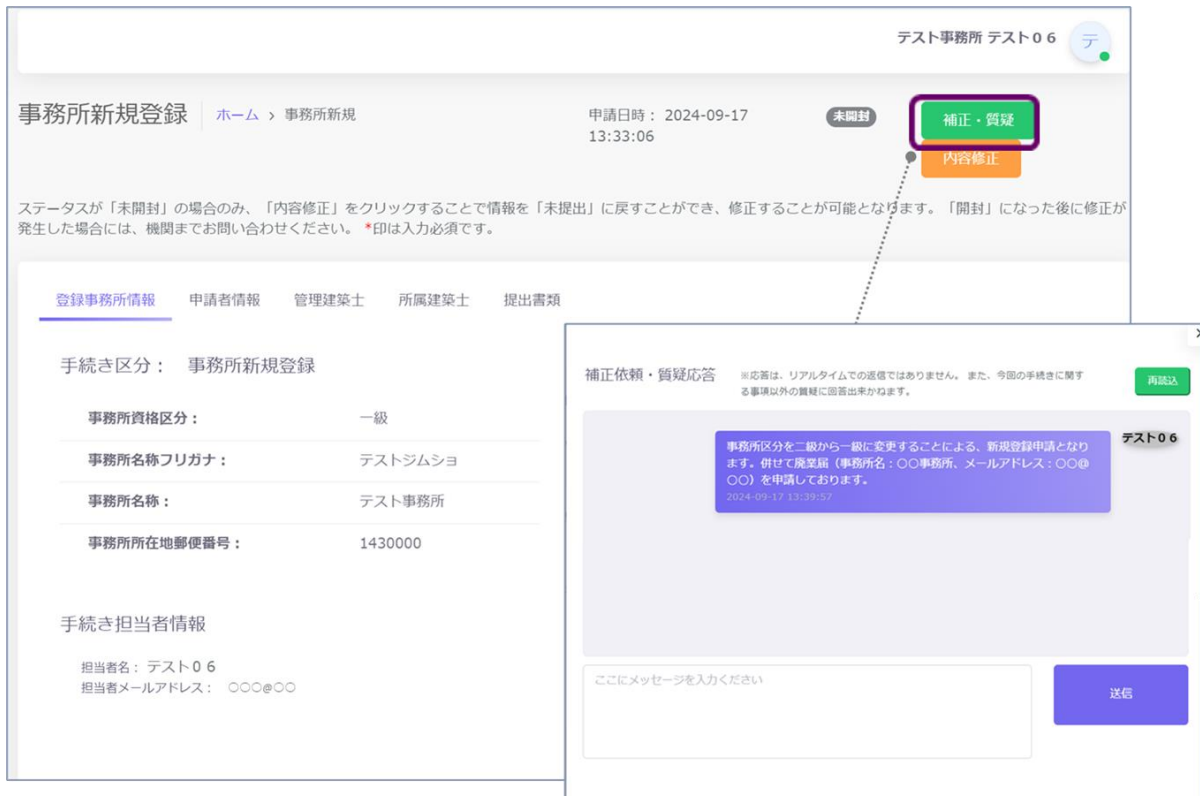 テスト事務所 テスト０６
テ
事務所新規登録
ホーム › 事務所新規
申請日時： 2024-09-17
13:33:06
未開封
補正・質疑
内容修正
ステータスが「未開封」の場合のみ、「内容修正」をクリックすることで情報を「未提出」に戻すことができ、修正することが可能となります。「開封」になった後に修正が
発生した場合には、機関までお問い合わせください。 *印は入力必須です。
登録事務所情報 申請者情報 管理建築士 所属建築士 提出書類
手続き区分： 事務所新規登録
事務所資格区分： 一級
事務所名称フリガナ： テストジムショ
事務所名称： テスト事務所
事務所所在地郵便番号： 1430000
手続き担当者情報
担当者名： テスト０６
担当者メールアドレス： ○○○@○○
補正依頼・質疑応答
※応答は、リアルタイムでの返信ではありません。 また、今回の手続きに関す
る事項以外の質疑に回答出来かねます。
再読込
テスト０６
事務所区分を二級から一級に変更することによる、新規登録申請となり
ます。併せて廃業届（事務所名：○○事務所、メールアドレス：○○@
○○）を申請しております。
2024-09-17 13:39:57
ここにメッセージを入力ください
送信